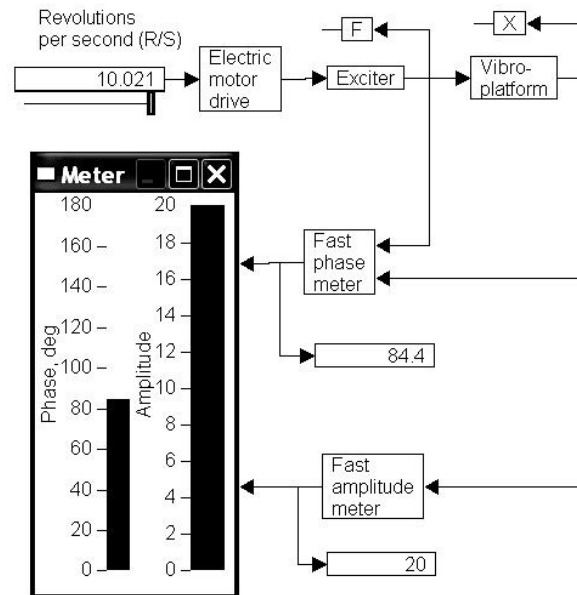 Revolutions
per second (R/S)
10.021
Electric
motor
drive
Exciter
F
X
Vibro-
platform
Meter
180
160
140
120
100
80
60
40
20
0
Phase, deg
20
18
16
14
12
10
8
6
4
2
0
Amplitude
Fast
phase
meter
84.4
Fast
amplitude
meter
20